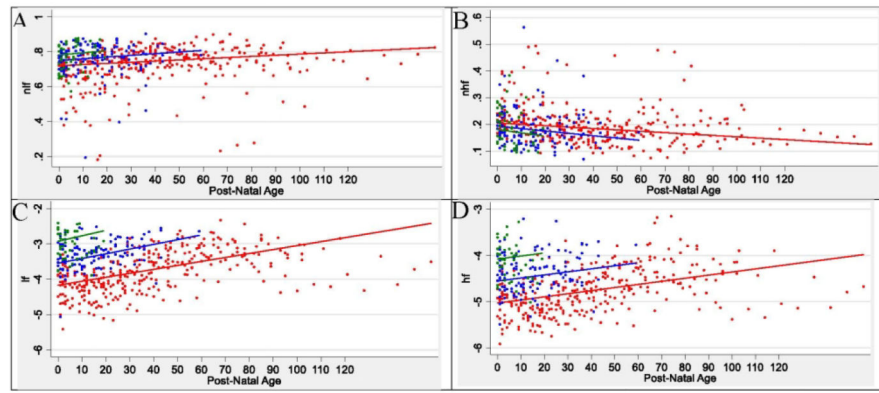 A
B
nlf
.2 .4 .6 .8 1
0 10 20 30 40 50 60 70 80 90 100 110 120
Post-Natal Age
nhf
.1 .2 .3 .4 .5 .6
0 10 20 30 40 50 60 70 80 90 100 110 120
Post-Natal Age
C
D
lf
-6 -5 -4 -3 -2
0 10 20 30 40 50 60 70 80 90 100 110 120
Post-Natal Age
hf
-6 -5 -4 -3
0 10 20 30 40 50 60 70 80 90 100 110 120
Post-Natal Age